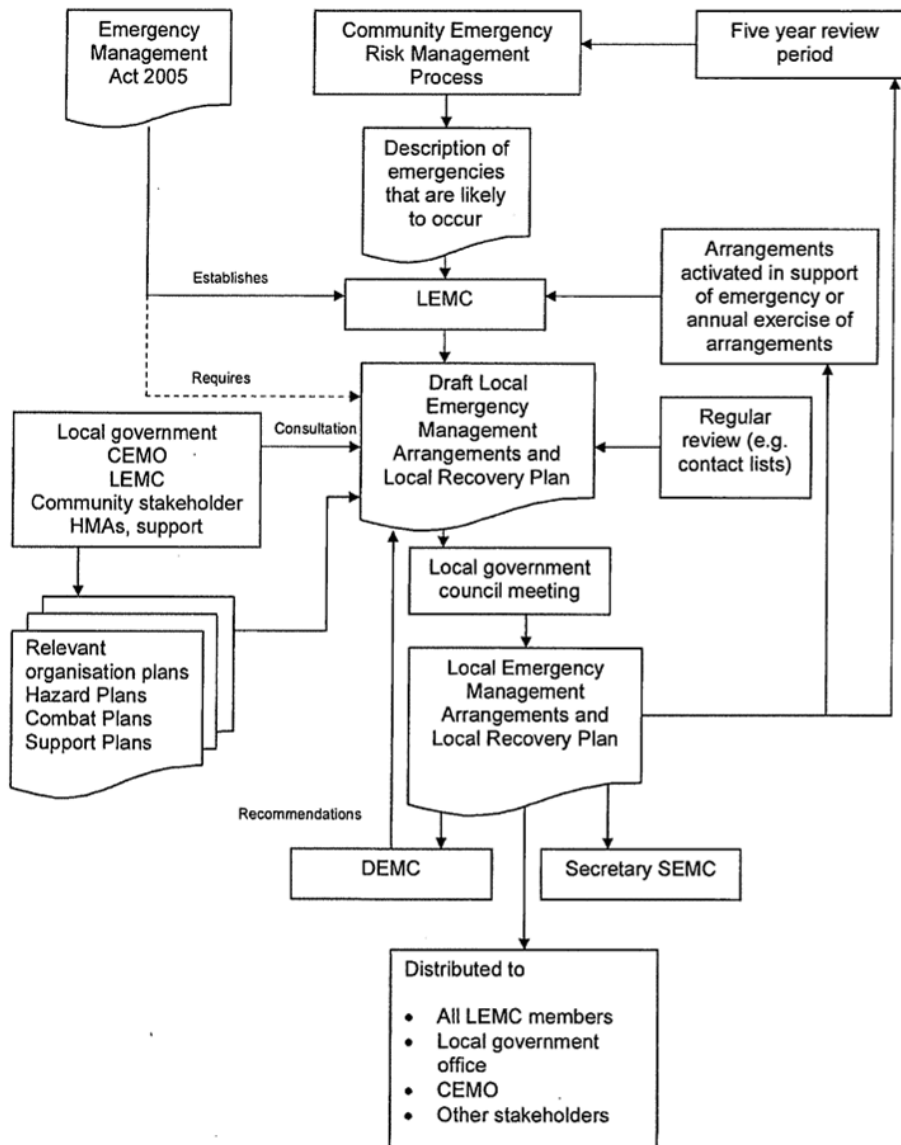 Emergency
Management
Act 2005
Community Emergency
Risk Management
Process
Five year review
period
Description of
emergencies
that are likely
to occur
Arrangements
activated in support
of emergency or
annual exercise of
arrangements
Establishes
LEMC
Requires
Draft Local
Emergency
Management
Arrangements and
Local Recovery Plan
Regular
review (e.g.
contact lists)
Local government
CEMO
LEMC
Community stakeholder
HMAs, support
Consultation
Local government
council meeting
Relevant
organisation plans
Hazard Plans
Combat Plans
Support Plans
Local Emergency
Management
Arrangements and
Local Recovery Plan
Recommendations
DEMC
Secretary SEMC
Distributed to
• All LEMC members
• Local government
office
• CEMO
• Other stakeholders